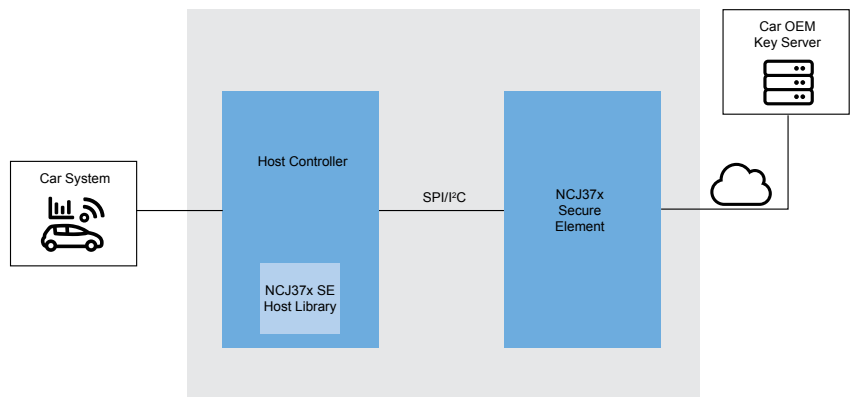 Car OEM
Key Server
Host Controller
Car System
SPI/I²C
NCJ37x
Secure
Element
NCJ37x SE
Host Library